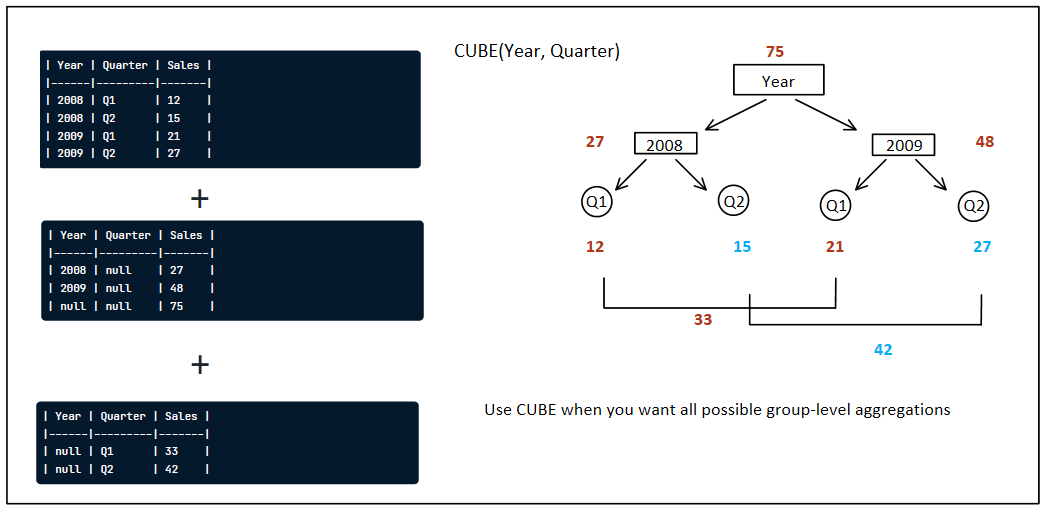 | Year | Quarter | Sales |
|------|---------|-------|
| 2008 | Q1      | 12    |
| 2008 | Q2      | 15    |
| 2009 | Q1      | 21    |
| 2009 | Q2      | 27    |
+
| Year | Quarter | Sales |
|------|---------|-------|
| 2008 | null    | 27    |
| 2009 | null    | 48    |
| null | null    | 75    |
+
| Year | Quarter | Sales |
|------|---------|-------|
| null | Q1      | 33    |
| null | Q2      | 42    |
CUBE(Year, Quarter)
75
Year
27 2008 2009 48
Q1 Q2 Q1 Q2
12 15 21 27
33
42
Use CUBE when you want all possible group-level aggregations